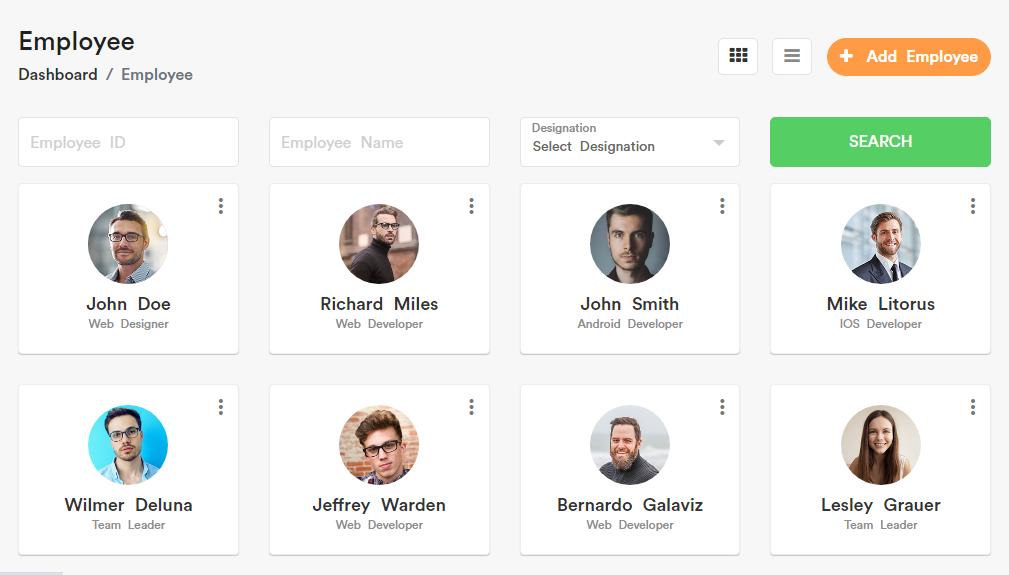 Employee
Dashboard / Employee
+ Add Employee
Employee ID
Employee Name
Designation
Select Designation
SEARCH
John Doe
Web Designer
Richard Miles
Web Developer
John Smith
Android Developer
Mike Litorus
IOS Developer
Wilmer Deluna
Team Leader
Jeffrey Warden
Web Developer
Bernardo Galaviz
Web Developer
Lesley Grauer
Team Leader